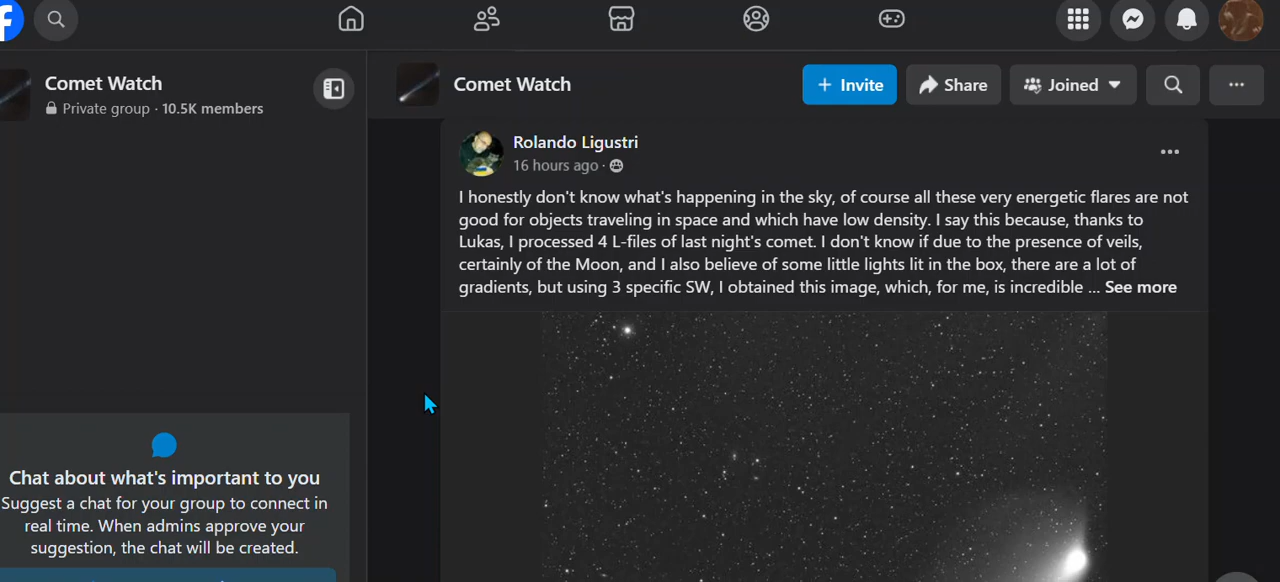 Comet Watch
Private group · 10.5K members
Comet Watch
+ Invite
Share
Joined
Rolando Ligustri
16 hours ago ·
I honestly don't know what's happening in the sky, of course all these very energetic flares are not
good for objects traveling in space and which have low density. I say this because, thanks to
Lukas, I processed 4 L-files of last night's comet. I don't know if due to the presence of veils,
certainly of the Moon, and I also believe of some little lights lit in the box, there are a lot of
gradients, but using 3 specific SW, I obtained this image, which, for me, is incredible ... See more
Chat about what's important to you
Suggest a chat for your group to connect in
real time. When admins approve your
suggestion, the chat will be created.